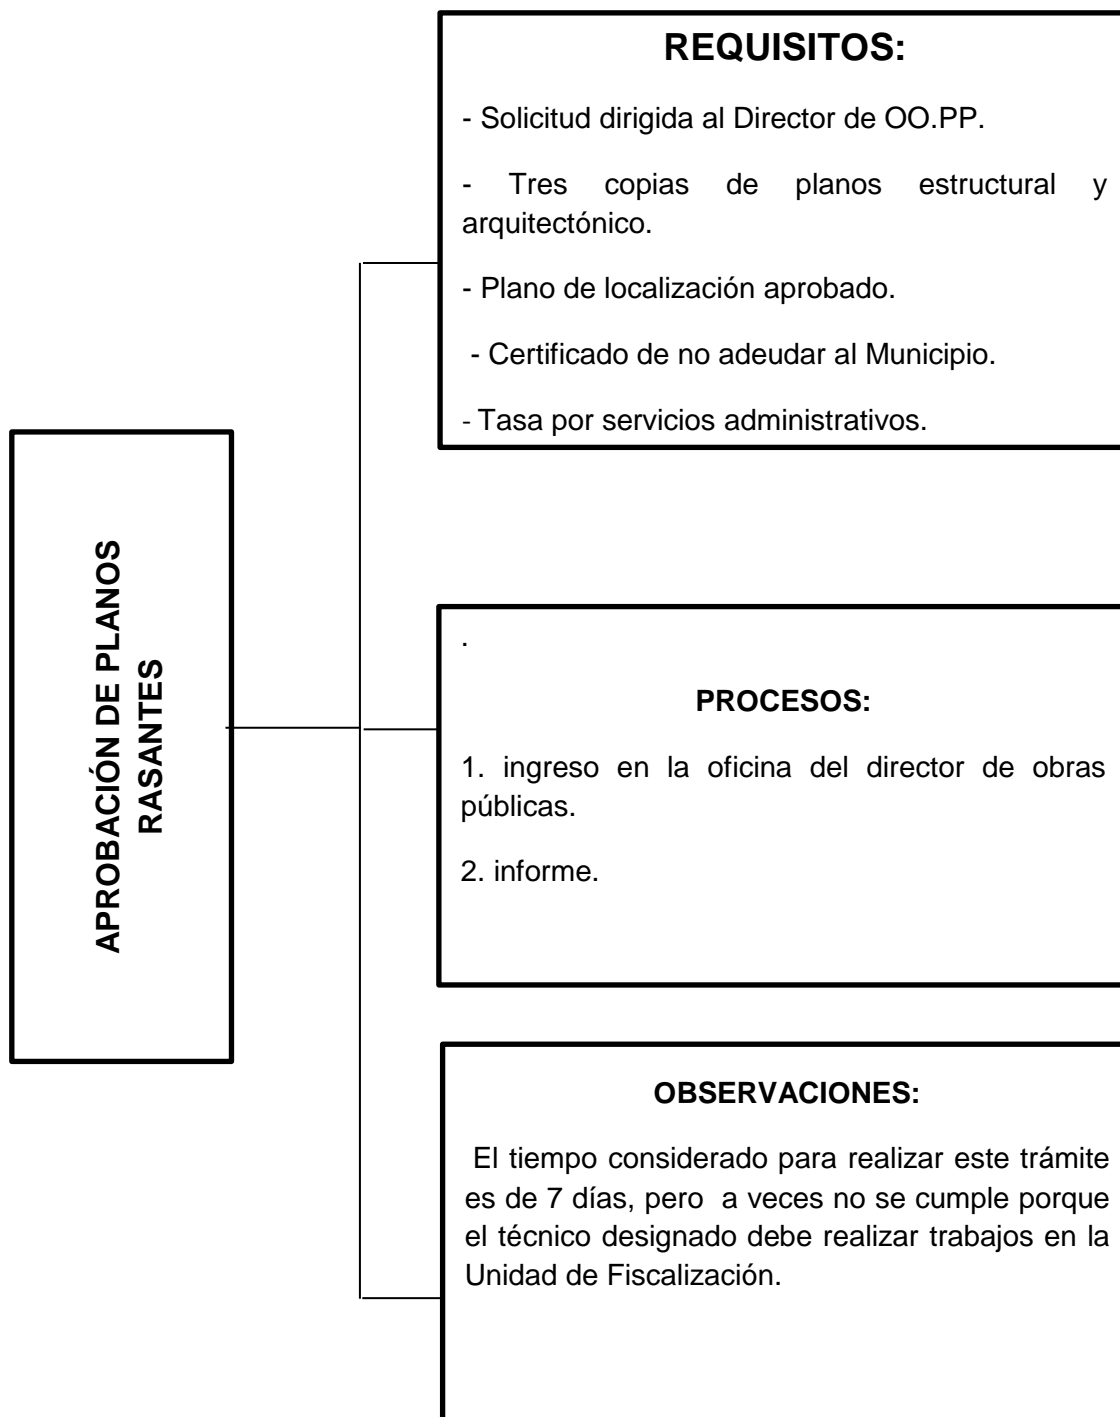 REQUISITOS:
- Solicitud dirigida al Director de OO.PP.
- Tres copias de planos estructural y
arquitectónico.
- Plano de localización aprobado.
- Certificado de no adeudar al Municipio.
- Tasa por servicios administrativos.
APROBACIÓN DE PLANOS
RASANTES
.
PROCESOS:
1. ingreso en la oficina del director de obras
públicas.
2. informe.
OBSERVACIONES:
El tiempo considerado para realizar este trámite
es de 7 días, pero a veces no se cumple porque
el técnico designado debe realizar trabajos en la
Unidad de Fiscalización.